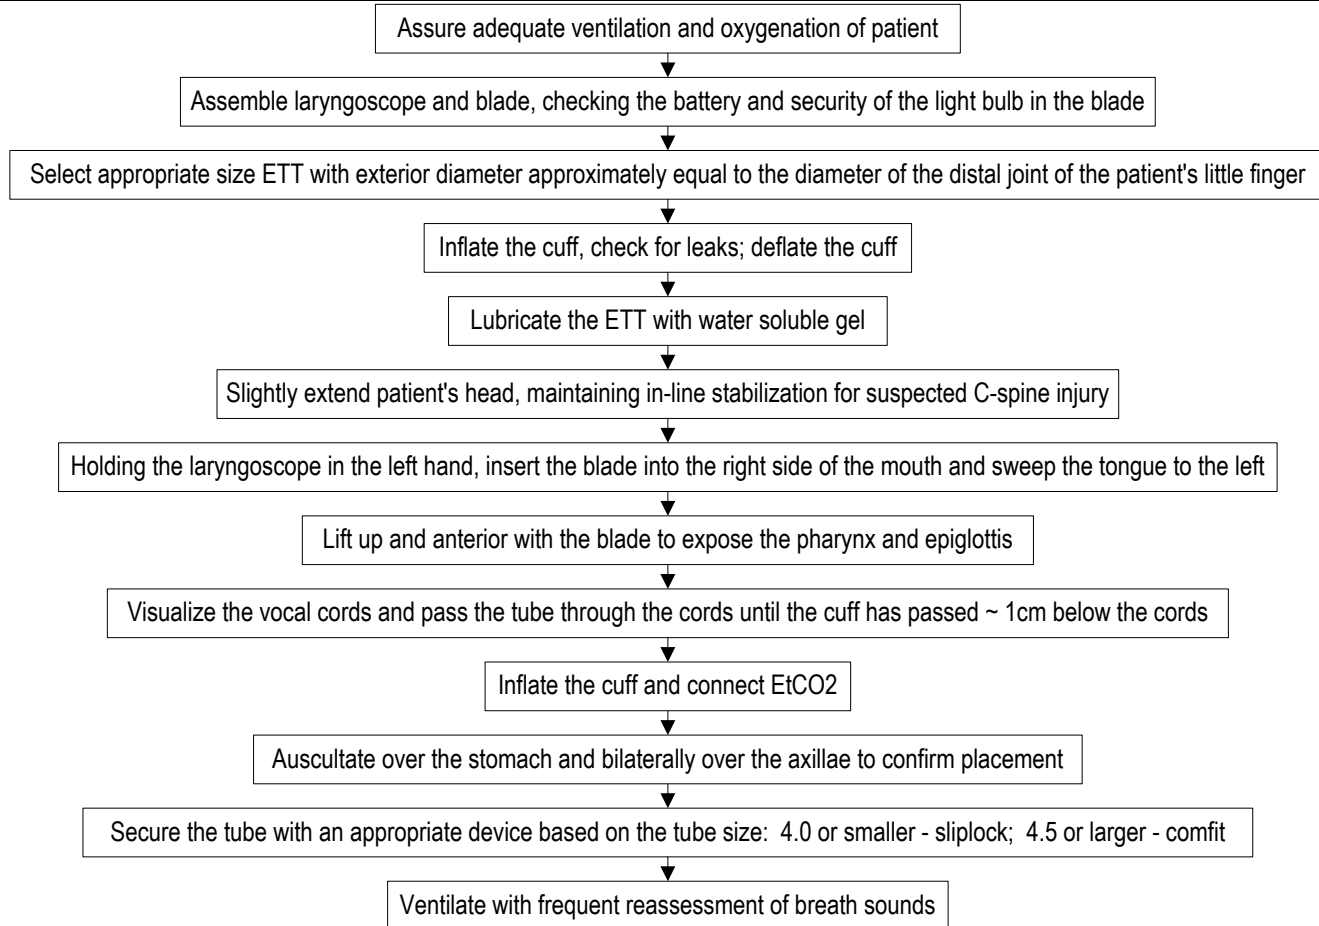 Assure adequate ventilation and oxygenation of patient
Assemble laryngoscope and blade, checking the battery and security of the light bulb in the blade
Select appropriate size ETT with exterior diameter approximately equal to the diameter of the distal joint of the patient's little finger
Inflate the cuff, check for leaks; deflate the cuff
Lubricate the ETT with water soluble gel
Slightly extend patient's head, maintaining in-line stabilization for suspected C-spine injury
Holding the laryngoscope in the left hand, insert the blade into the right side of the mouth and sweep the tongue to the left
Lift up and anterior with the blade to expose the pharynx and epiglottis
Visualize the vocal cords and pass the tube through the cords until the cuff has passed ~ 1cm below the cords
Inflate the cuff and connect EtCO2
Auscultate over the stomach and bilaterally over the axillae to confirm placement
Secure the tube with an appropriate device based on the tube size:  4.0 or smaller - sliplock;  4.5 or larger - comfit
Ventilate with frequent reassessment of breath sounds